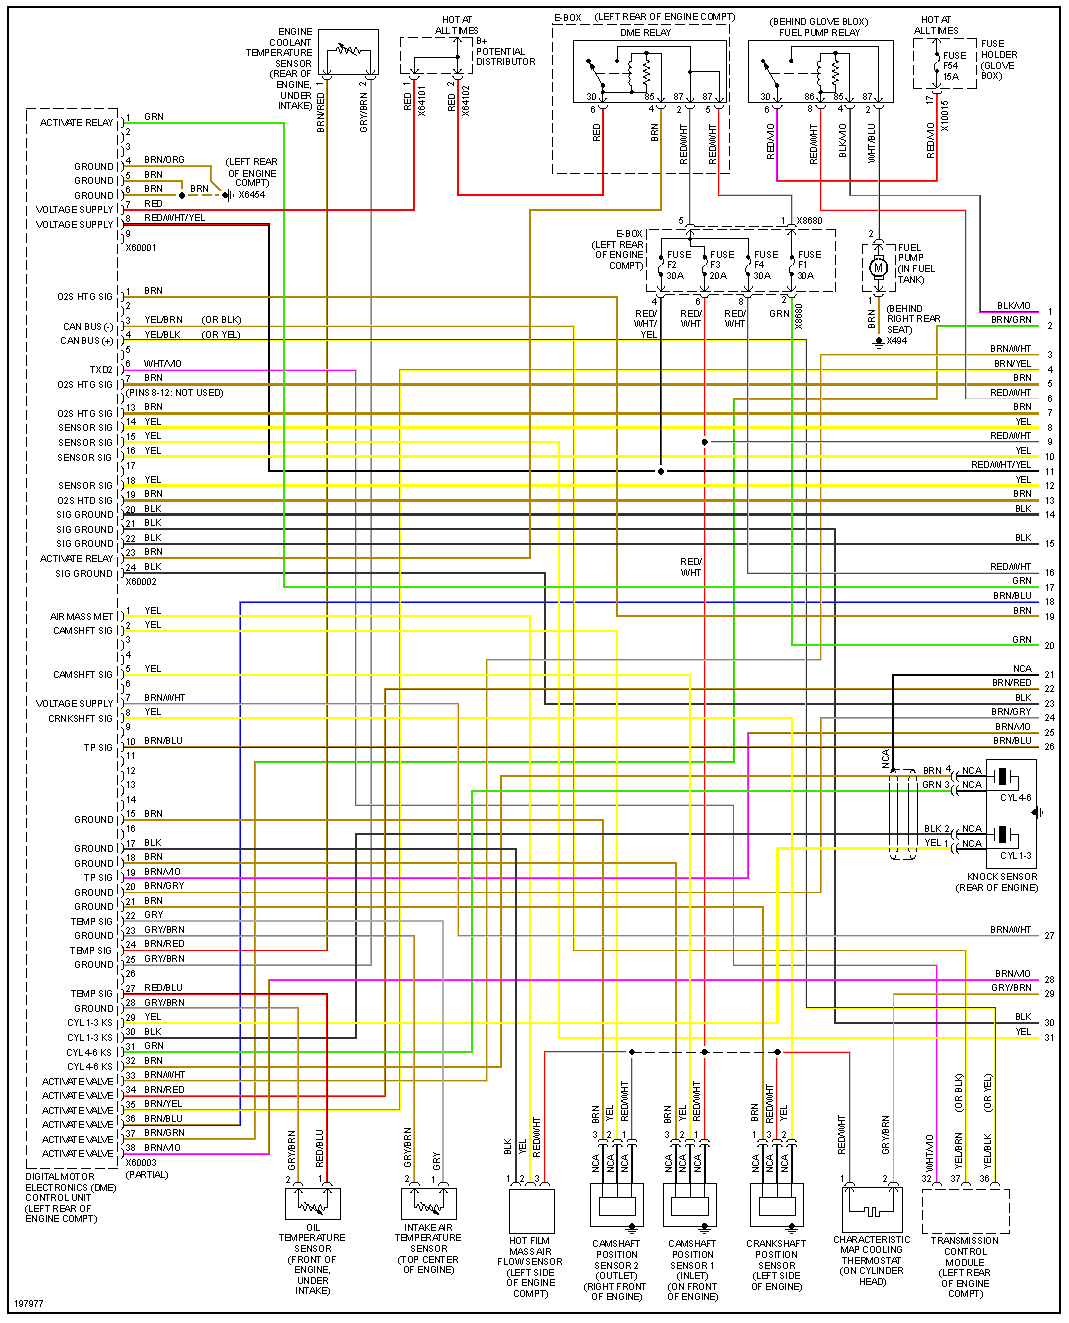 ENGINE
COOLANT
TEMPERATURE
SENSOR
(REAR OF
ENGINE,
UNDER
INTAKE)
1
2
BRN/RED
GRY/BRN
HOT AT
ALL TIMES
B+
POTENTIAL
DISTRIBUTOR
1
2
RED
X64101
RED
X64102
E-BOX
(LEFT REAR OF ENGINE COMPT)
DME RELAY
30
85
87
87
6
4
2
5
RED
BRN
RED/WHT
RED/WHT
(BEHIND GLOVE BLOX)
FUEL PUMP RELAY
30
86
85
87
6
8
4
2
RED/VIO
RED/WHT
BLK/VIO
WHT/BLU
HOT AT
ALL TIMES
FUSE
F54
15A
FUSE
HOLDER
(GLOVE
BOX)
17
X10015
RED/VIO
5
1
X8680
E-BOX
(LEFT REAR
OF ENGINE
COMPT)
FUSE
F2
30A
FUSE
F3
20A
FUSE
F4
30A
FUSE
F1
30A
4
6
8
2
RED/
WHT/
YEL
RED/
WHT
RED/
WHT
GRN
X8680
2
FUEL
PUMP
(IN FUEL
TANK)
M
1
BRN
(BEHIND
RIGHT REAR
SEAT)
X494
(LEFT REAR
OF ENGINE
COMPT)
X6454
BRN
ACTIVATE RELAY 1 GRN
2
3
GROUND 4 BRN/ORG
GROUND 5 BRN
GROUND 6 BRN
VOLTAGE SUPPLY 7 RED
VOLTAGE SUPPLY 8 RED/WHT/YEL
9
X60001
O2S HTG SIG 1 BRN
2
CAN BUS (-) 3 YEL/BRN (OR BLK)
CAN BUS (+) 4 YEL/BLK (OR YEL)
5
TXD2 6 WHT/VIO
O2S HTG SIG 7 BRN
(PINS 8-12: NOT USED)
O2S HTG SIG 13 BRN
SENSOR SIG 14 YEL
SENSOR SIG 15 YEL
SENSOR SIG 16 YEL
17
SENSOR SIG 18 YEL
O2S HTD SIG 19 BRN
SIG GROUND 20 BLK
SIG GROUND 21 BLK
SIG GROUND 22 BLK
ACTIVATE RELAY 23 BRN
SIG GROUND 24 BLK
X60002
AIR MASS MET 1 YEL
CAMSHFT SIG 2 YEL
3
4
CAMSHFT SIG 5 YEL
6
VOLTAGE SUPPLY 7 BRN/WHT
CRNKSHFT SIG 8 YEL
9
TP SIG 10 BRN/BLU
11
12
13
14
GROUND 15 BRN
16
GROUND 17 BLK
GROUND 18 BRN
TP SIG 19 BRN/VIO
GROUND 20 BRN/GRY
GROUND 21 BRN
TEMP SIG 22 GRY
GROUND 23 GRY/BRN
TEMP SIG 24 BRN/RED
GROUND 25 GRY/BRN
26
TEMP SIG 27 RED/BLU
GROUND 28 GRY/BRN
CYL 1-3 KS 29 YEL
CYL 1-3 KS 30 BLK
CYL 4-6 KS 31 GRN
CYL 4-6 KS 32 BRN
ACTIVATE VALVE 33 BRN/WHT
ACTIVATE VALVE 34 BRN/RED
ACTIVATE VALVE 35 BRN/YEL
ACTIVATE VALVE 36 BRN/BLU
ACTIVATE VALVE 37 BRN/GRN
ACTIVATE VALVE 38 BRN/VIO
X60003
(PARTIAL)
DIGITAL MOTOR
ELECTRONICS (DME)
CONTROL UNIT
(LEFT REAR OF
ENGINE COMPT)
RED/
WHT
BLK/VIO 1
BRN/GRN 2
BRN/WHT 3
BRN/YEL 4
BRN 5
RED/WHT 6
BRN 7
YEL 8
RED/WHT 9
YEL 10
RED/WHT/YEL 11
YEL 12
BRN 13
BLK 14
BLK 15
RED/WHT 16
GRN 17
BRN/BLU 18
BRN 19
GRN 20
NCA 21
BRN/RED 22
BLK 23
BRN/GRY 24
BRN/VIO 25
BRN/BLU 26
NCA
BRN 4 NCA
GRN 3 NCA
CYL 4-6
BLK 2 NCA
YEL 1 NCA
CYL 1-3
KNOCK SENSOR
(REAR OF ENGINE)
BRN/WHT 27
BRN/VIO 28
GRY/BRN 29
BLK 30
YEL 31
GRY/BRN
RED/BLU
2
1
OIL
TEMPERATURE
SENSOR
(FRONT OF
ENGINE,
UNDER
INTAKE)
GRY/BRN
GRY
2
1
INTAKE AIR
TEMPERATURE
SENSOR
(TOP CENTER
OF ENGINE)
BLK
YEL
RED/WHT
1
2
3
HOT FILM
MASS AIR
FLOW SENSOR
(LEFT SIDE
OF ENGINE
COMPT)
BRN
YEL
RED/WHT
3
2
1
NCA
NCA
NCA
CAMSHAFT
POSITION
SENSOR 2
(OUTLET)
(RIGHT FRONT
OF ENGINE)
BRN
YEL
RED/WHT
3
2
1
NCA
NCA
NCA
CAMSHAFT
POSITION
SENSOR 1
(INLET)
(ON FRONT
OF ENGINE)
BRN
RED/WHT
YEL
1
3
2
NCA
NCA
NCA
CRANKSHAFT
POSITION
SENSOR
(LEFT SIDE
OF ENGINE)
RED/WHT
GRY/BRN
1
2
CHARACTERISTIC
MAP COOLING
THERMOSTAT
(ON CYLINDER
HEAD)
WHT/VIO
YEL/BRN
(OR BLK)
YEL/BLK
(OR YEL)
32
37
36
TRANSMISSION
CONTROL
MODULE
(LEFT REAR
OF ENGINE
COMPT)
197977